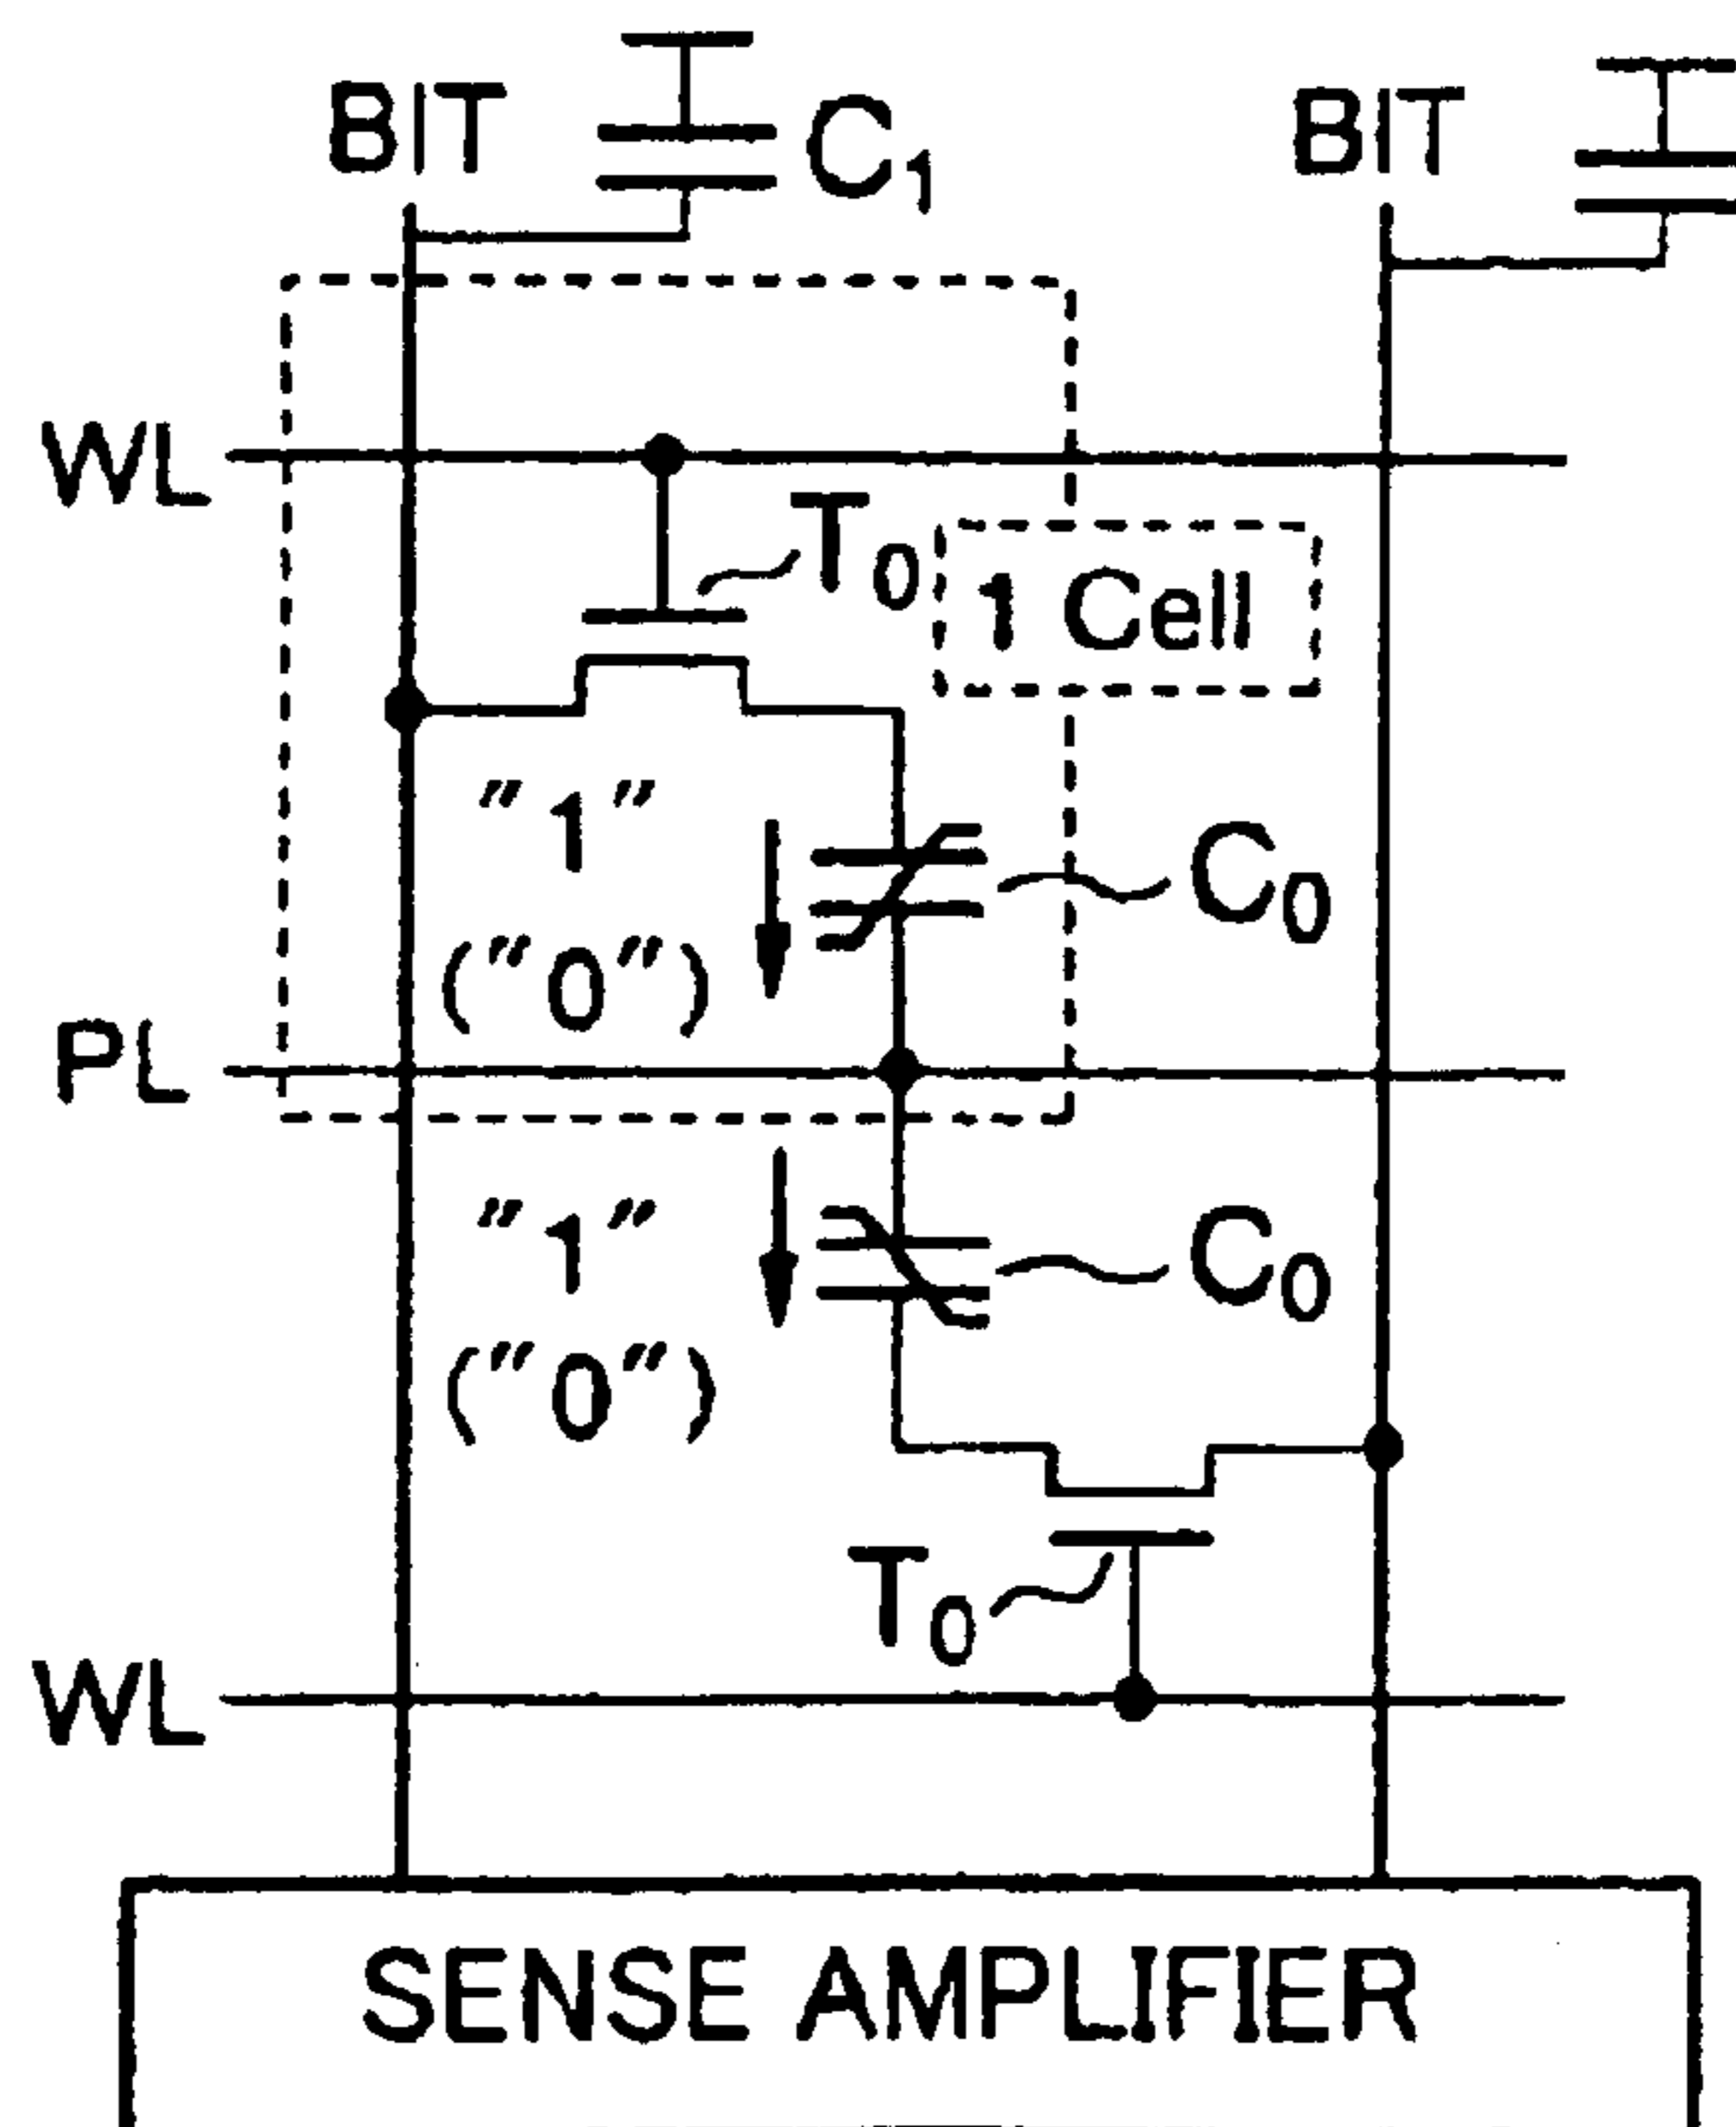 BIT
C1
BIT
WL
T0
1 Cell
"1"
C0
("0")
PL
"1"
C0
("0")
T0
WL
SENSE AMPLIFIER